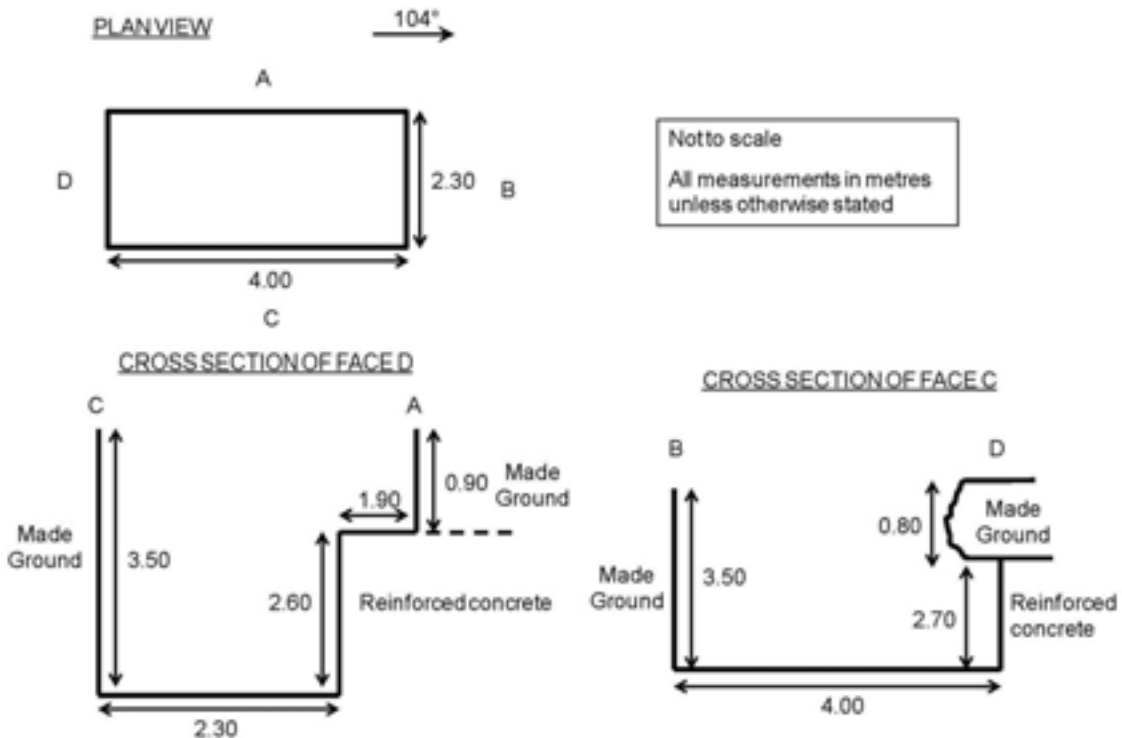 PLAN VIEW
104°
A
D
2.30
B
4.00
C
Not to scale
All measurements in metres
unless otherwise stated
CROSS SECTION OF FACE D
C
A
0.90
Made
Ground
1.90
Made
Ground
3.50
2.60
Reinforced concrete
2.30
CROSS SECTION OF FACE C
B
D
0.80
Made
Ground
Made
Ground
3.50
2.70
Reinforced
concrete
4.00